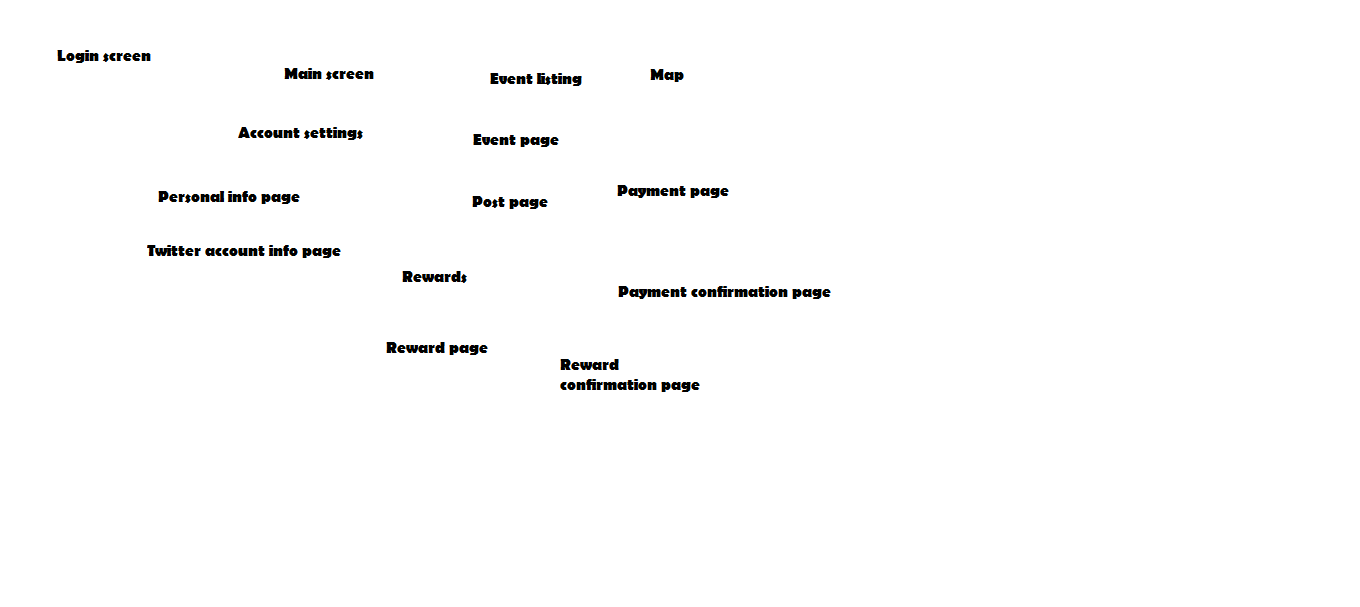 Login screen
Main screen
Event listing
Map
Account settings
Event page
Personal info page
Post page
Payment page
Twitter account info page
Rewards
Payment confirmation page
Reward page
Reward
confirmation page